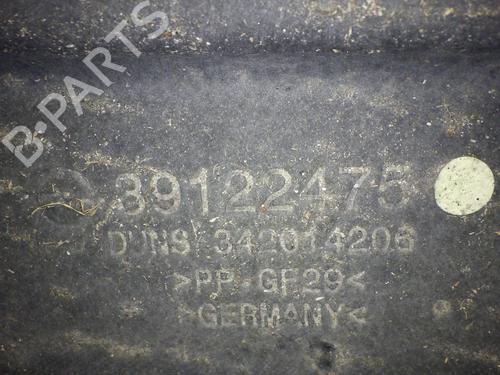 B-PARTS
39122475
DUNS 342014206
>PP-GF29<
>GERMANY<